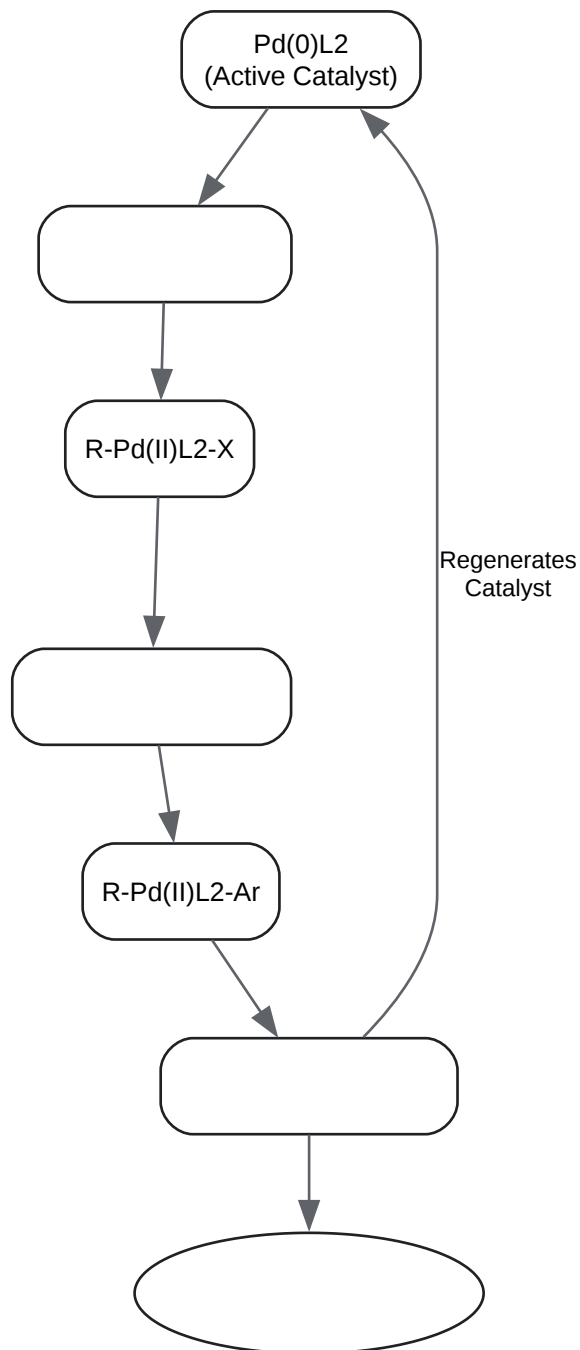 Pd(0)L2
(Active Catalyst)
R-Pd(II)L2-X
Regenerates
Catalyst
R-Pd(II)L2-Ar